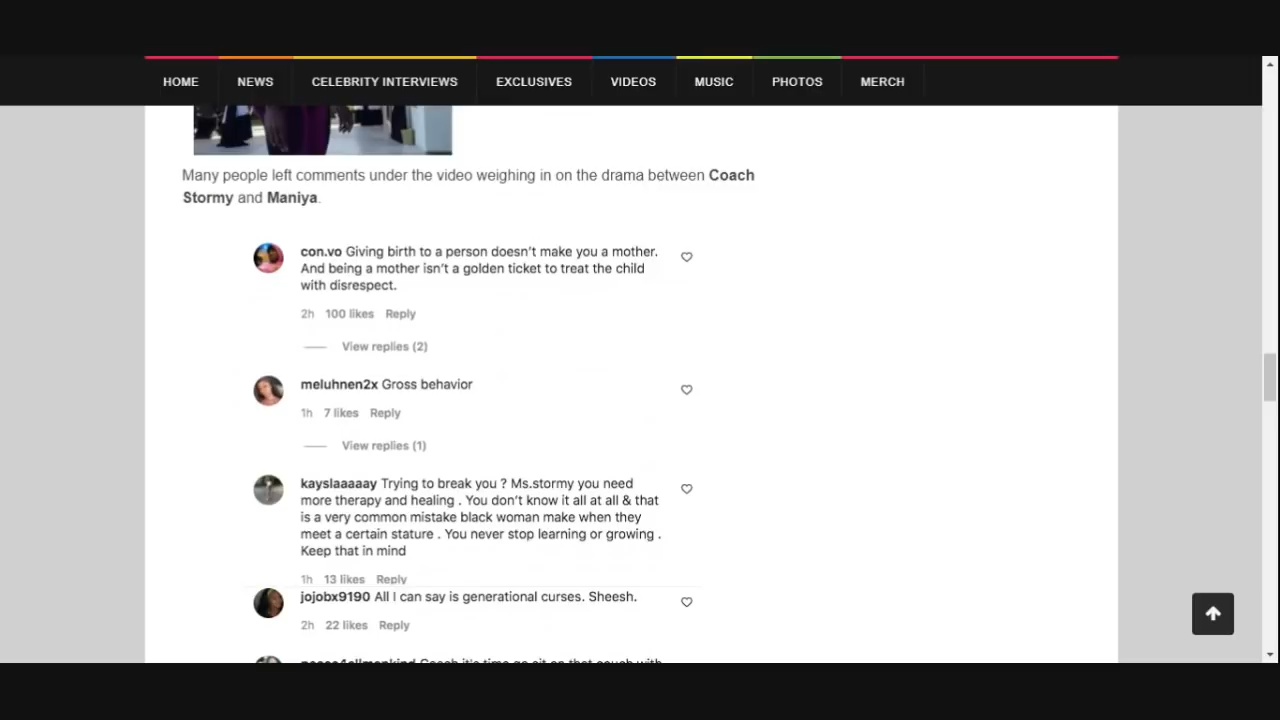 HOME NEWS CELEBRITY INTERVIEWS EXCLUSIVES VIDEOS MUSIC PHOTOS MERCH
Many people left comments under the video weighing in on the drama between Coach
Stormy and Maniya.
con.vo Giving birth to a person doesn't make you a mother.
And being a mother isn't a golden ticket to treat the child
with disrespect.
2h 100 likes Reply
View replies (2)
meluhnen2x Gross behavior
1h 7 likes Reply
View replies (1)
kayslaaaaay Trying to break you ? Ms.stormy you need
more therapy and healing . You don't know it all at all & that
is a very common mistake black woman make when they
meet a certain stature . You never stop learning or growing .
Keep that in mind
1h 13 likes Reply
jojobx9190 All I can say is generational curses. Sheesh.
2h 22 likes Reply